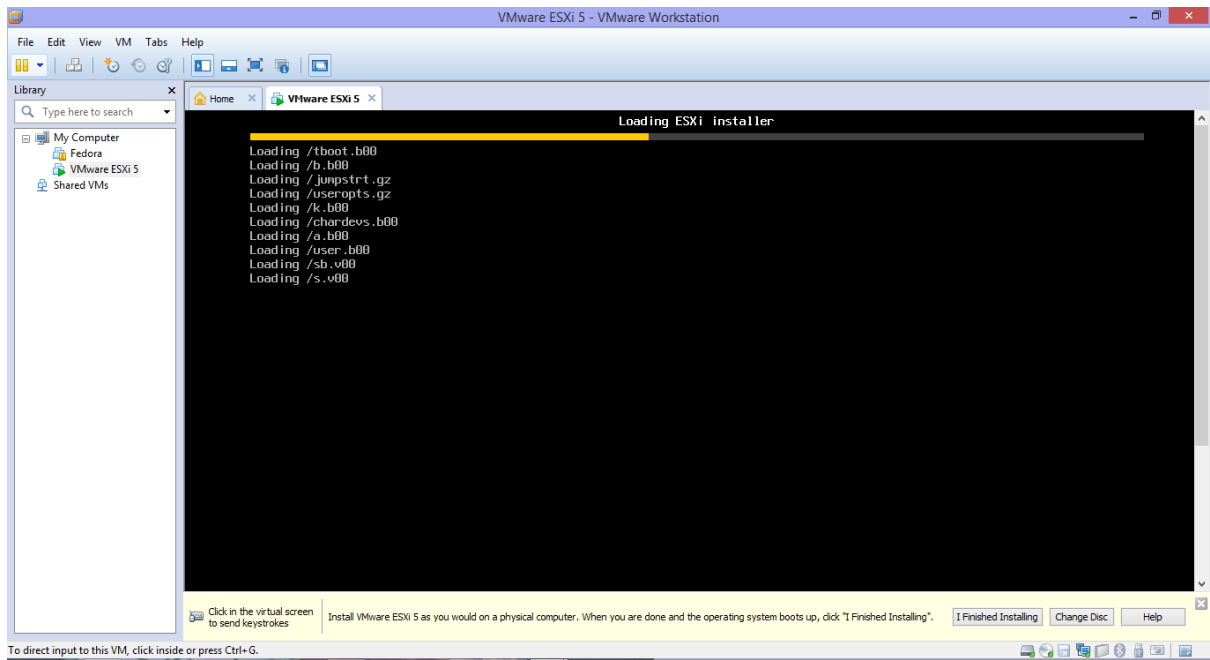 VMware ESXi 5 - VMware Workstation
File Edit View VM Tabs Help
Library
Type here to search
My Computer
Fedora
VMware ESXi 5
Shared VMs
Home
VMware ESXi 5
Loading ESXi installer
Loading /tboot.b00
Loading /b.b00
Loading /jumpstrt.gz
Loading /useropts.gz
Loading /k.b00
Loading /chardevs.b00
Loading /a.b00
Loading /user.b00
Loading /sb.v00
Loading /s.v00
Click in the virtual screen
to send keystrokes
Install VMware ESXi 5 as you would on a physical computer. When you are done and the operating system boots up, click "I Finished Installing".
I Finished Installing
Change Disc
Help
To direct input to this VM, click inside or press Ctrl+G.